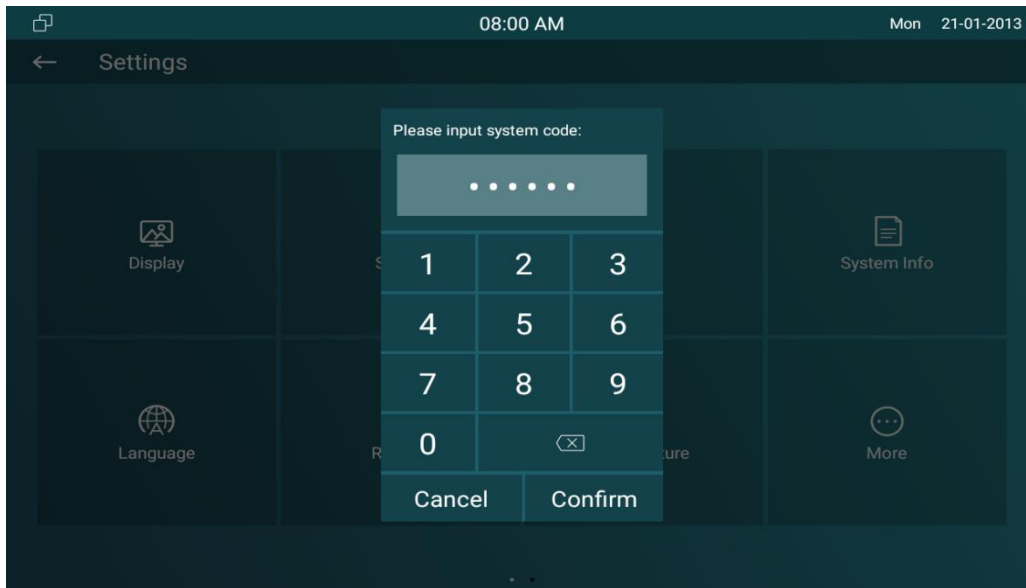 08:00 AM
Mon 21-01-2013
Settings
Please input system code:
Display
1 2 3
System Info
4 5 6
7 8 9
Language
0
More
Cancel Confirm